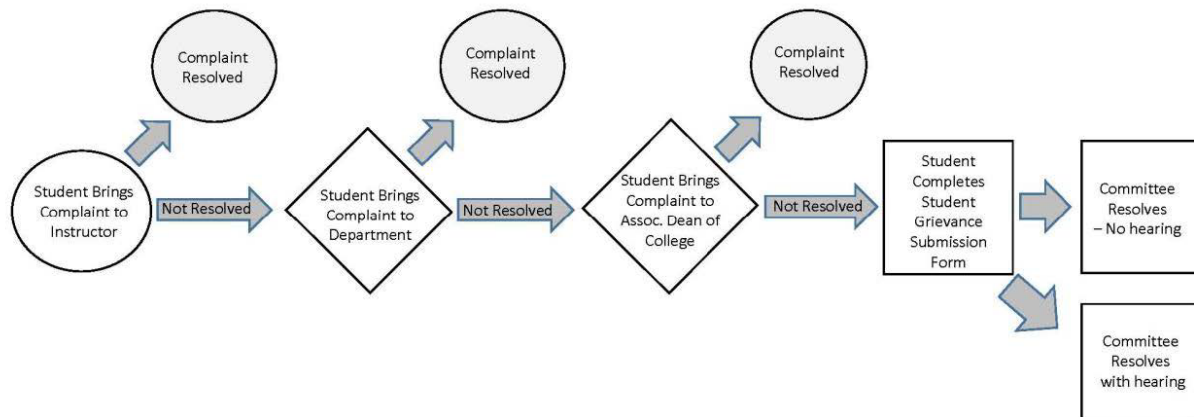 Complaint
Resolved
Complaint
Resolved
Complaint
Resolved
Student Brings
Complaint to
Instructor
Not Resolved
Student Brings
Complaint to
Department
Not Resolved
Student Brings
Complaint to
Assoc. Dean of
College
Not Resolved
Student
Completes
Student
Grievance
Submission
Form
Committee
Resolves
– No hearing
Committee
Resolves
with hearing